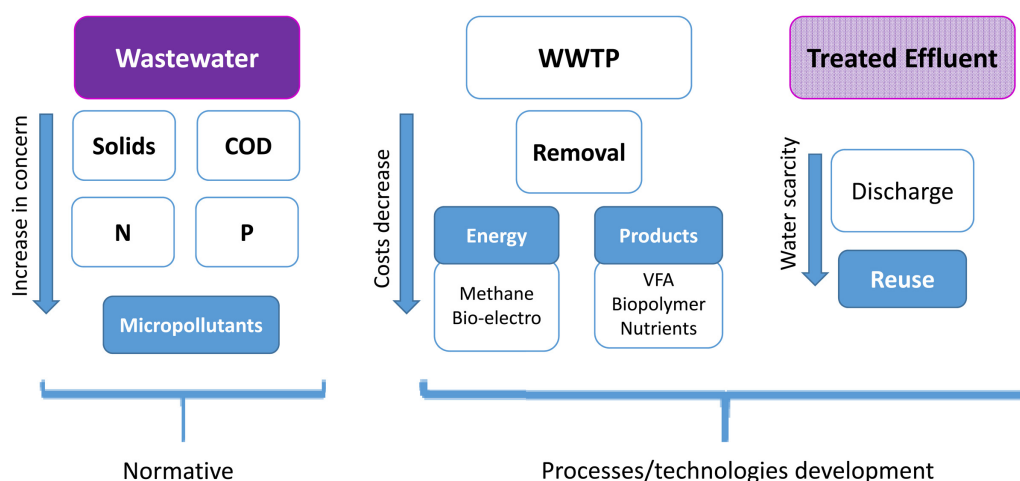 Wastewater
WWTP
Treated Effluent
Increase in concern
Solids
COD
N
P
Micropollutants
Costs decrease
Removal
Energy
Methane
Bio-electro
Products
VFA
Biopolymer
Nutrients
Water scarcity
Discharge
Reuse
Normative
Processes/technologies development